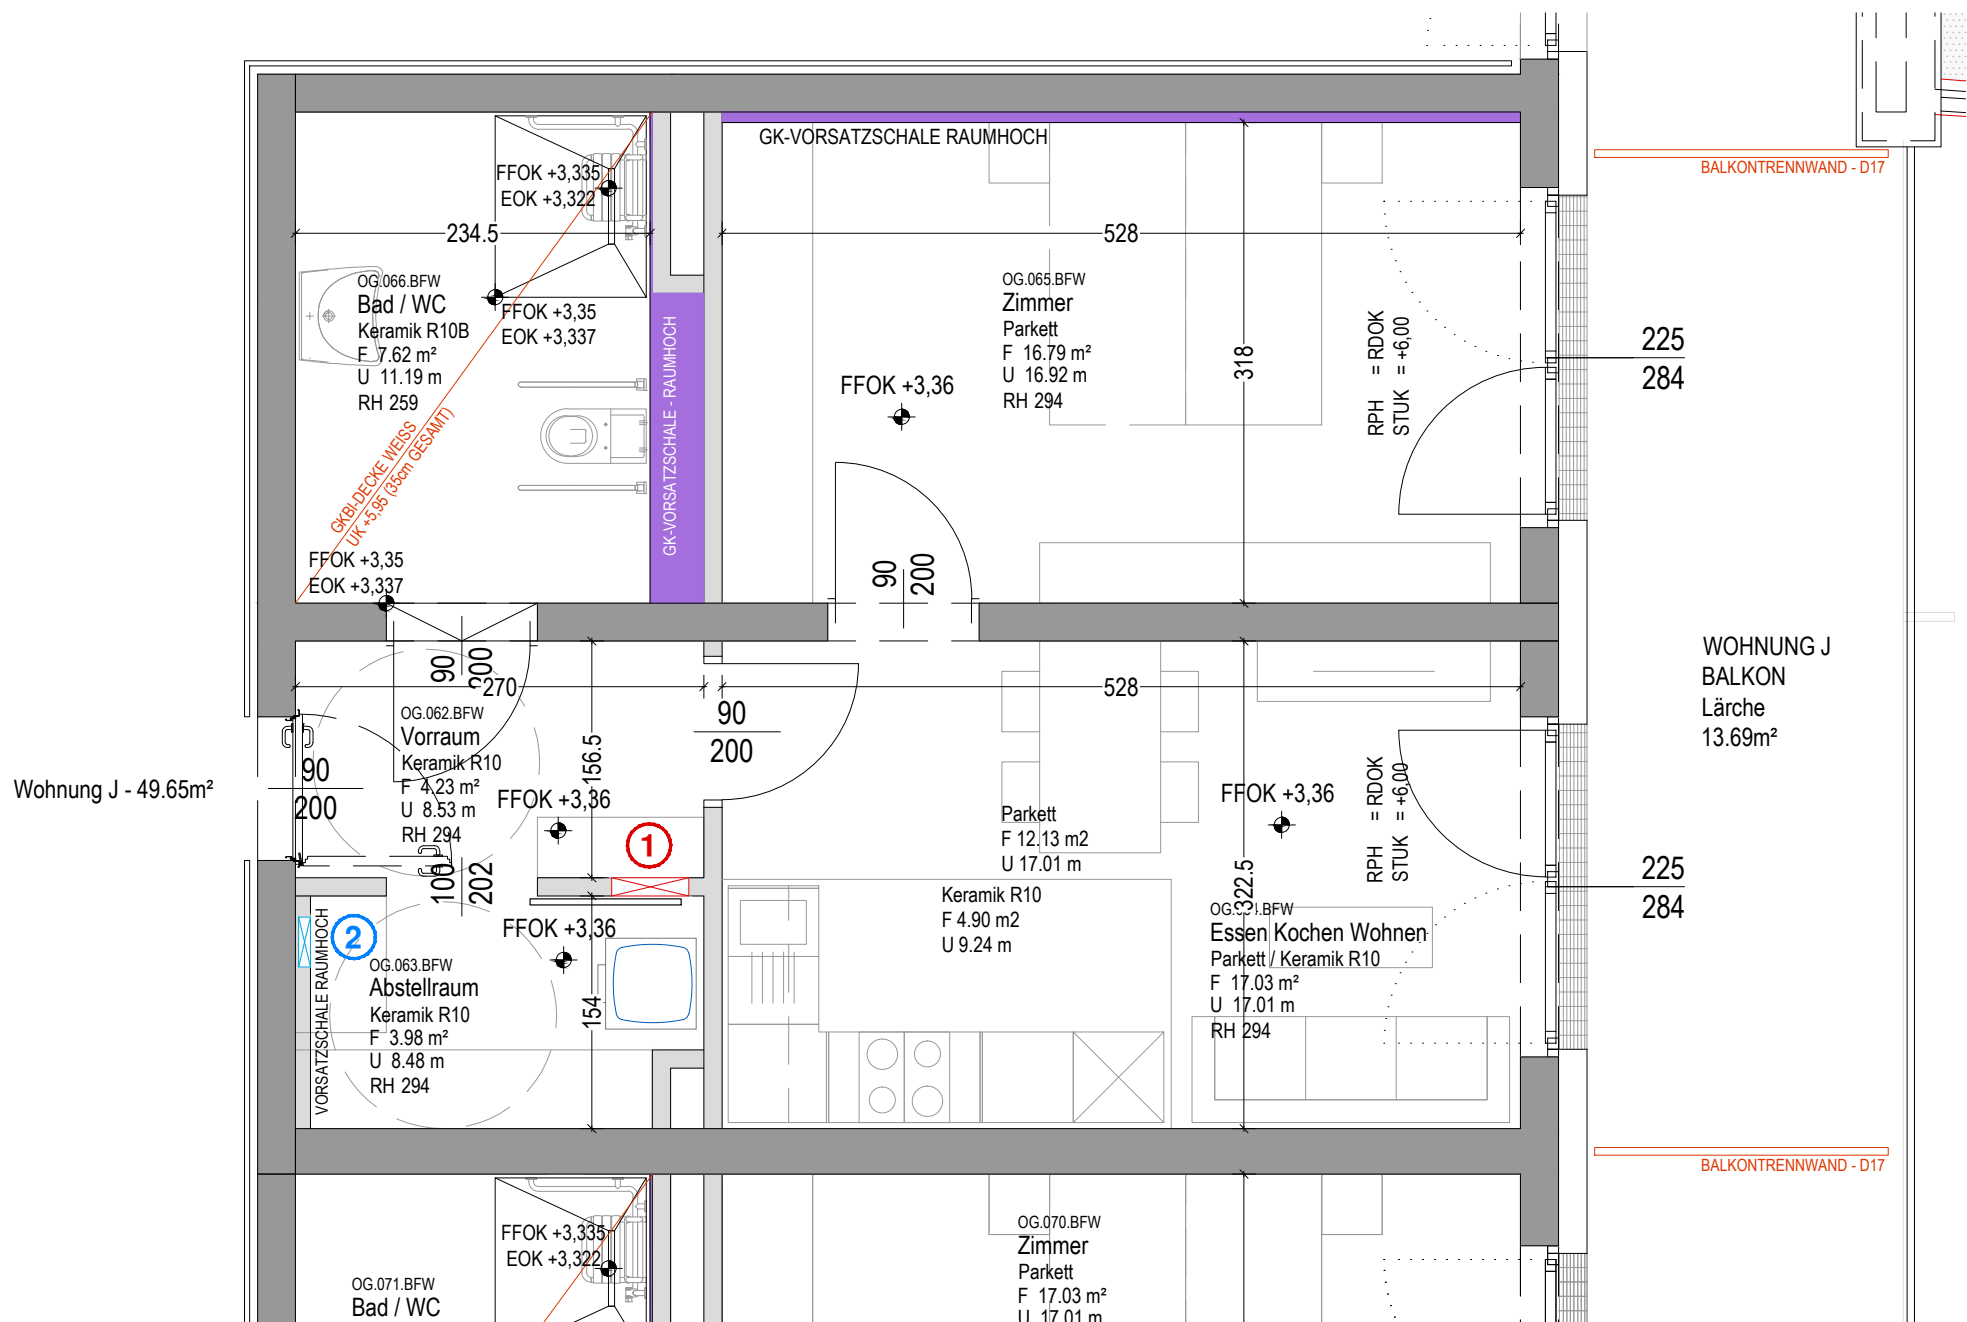 GK-VORSATZSCHALE RAUMHOCH
BALKONTRENNWAND - D17
FFOK +3,335
EOK +3,322
234.5
528
OG.066.BFW
Bad / WC
Keramik R10B
F 7.62 m²
U 11.19 m
RH 259
FFOK +3,35
EOK +3,337
GK-VORSATZSCHALE - RAUMHOCH
OG.065.BFW
Zimmer
Parkett
F 16.79 m²
U 16.92 m
RH 294
FFOK +3,36
318
RPH = RDOK
STUK = +6,00
225
284
GKBI-DECKE WEISS
UK +5,95 (35cm GESAMT)
FFOK +3,35
EOK +3,337
90
200
90
200
270
528
WOHNUNG J
BALKON
Lärche
13.69m²
OG.062.BFW
Vorraum
Keramik R10
F 4.23 m²
U 8.53 m
RH 294
156.5
90
200
Wohnung J - 49.65m²
90
200
FFOK +3,36
1
Parkett
F 12.13 m2
U 17.01 m
FFOK +3,36
RPH = RDOK
STUK = +6,00
225
284
100
202
322.5
Keramik R10
F 4.90 m2
U 9.24 m
VORSATZSCHALE RAUMHOCH
2
FFOK +3,36
Essen Kochen Wohnen
Parkett / Keramik R10
F 17.03 m²
U 17.01 m
RH 294
OG.063.BFW
Abstellraum
Keramik R10
F 3.98 m²
U 8.48 m
RH 294
154
BALKONTRENNWAND - D17
FFOK +3,335
EOK +3,322
OG.071.BFW
Bad / WC
OG.070.BFW
Zimmer
Parkett
F 17.03 m²
U 17.01 m